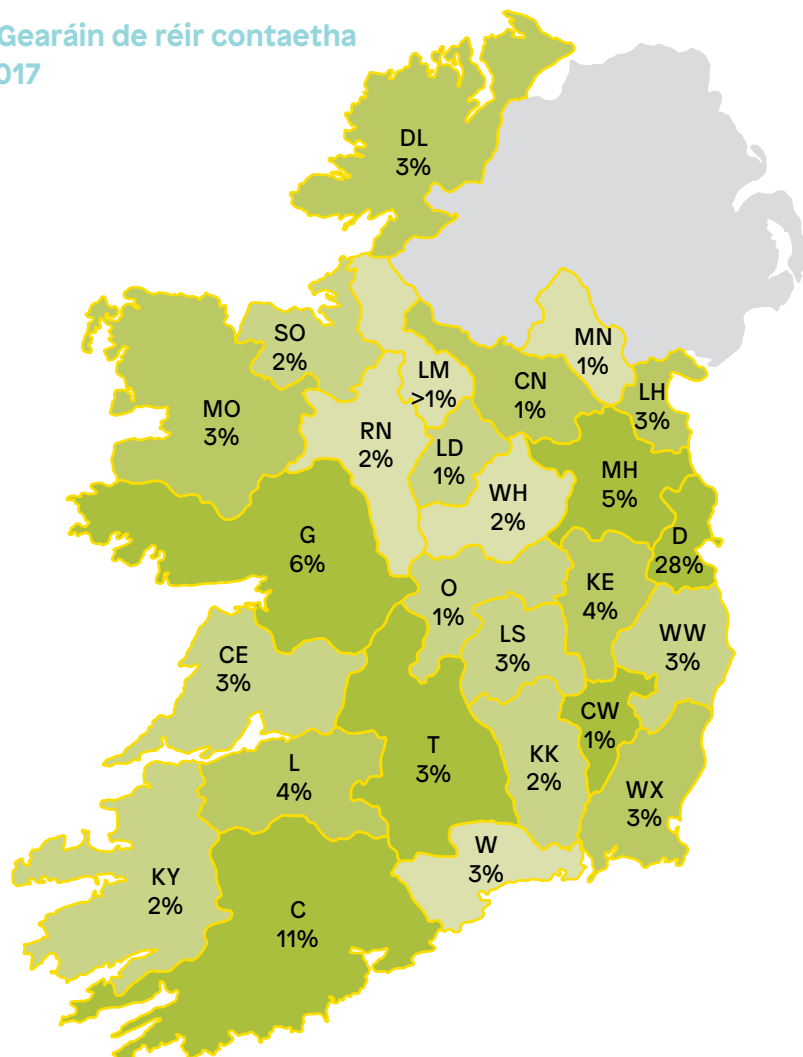 Gearáin de réir contaetha
017
DL
3%
SO
2%
MN
1%
LM
>1%
CN
1%
LH
3%
MO
3%
RN
2%
LD
1%
MH
5%
WH
2%
G
6%
D
28%
O
1%
KE
4%
LS
3%
WW
3%
CE
3%
CW
1%
T
3%
KK
2%
L
4%
WX
3%
W
3%
KY
2%
C
11%